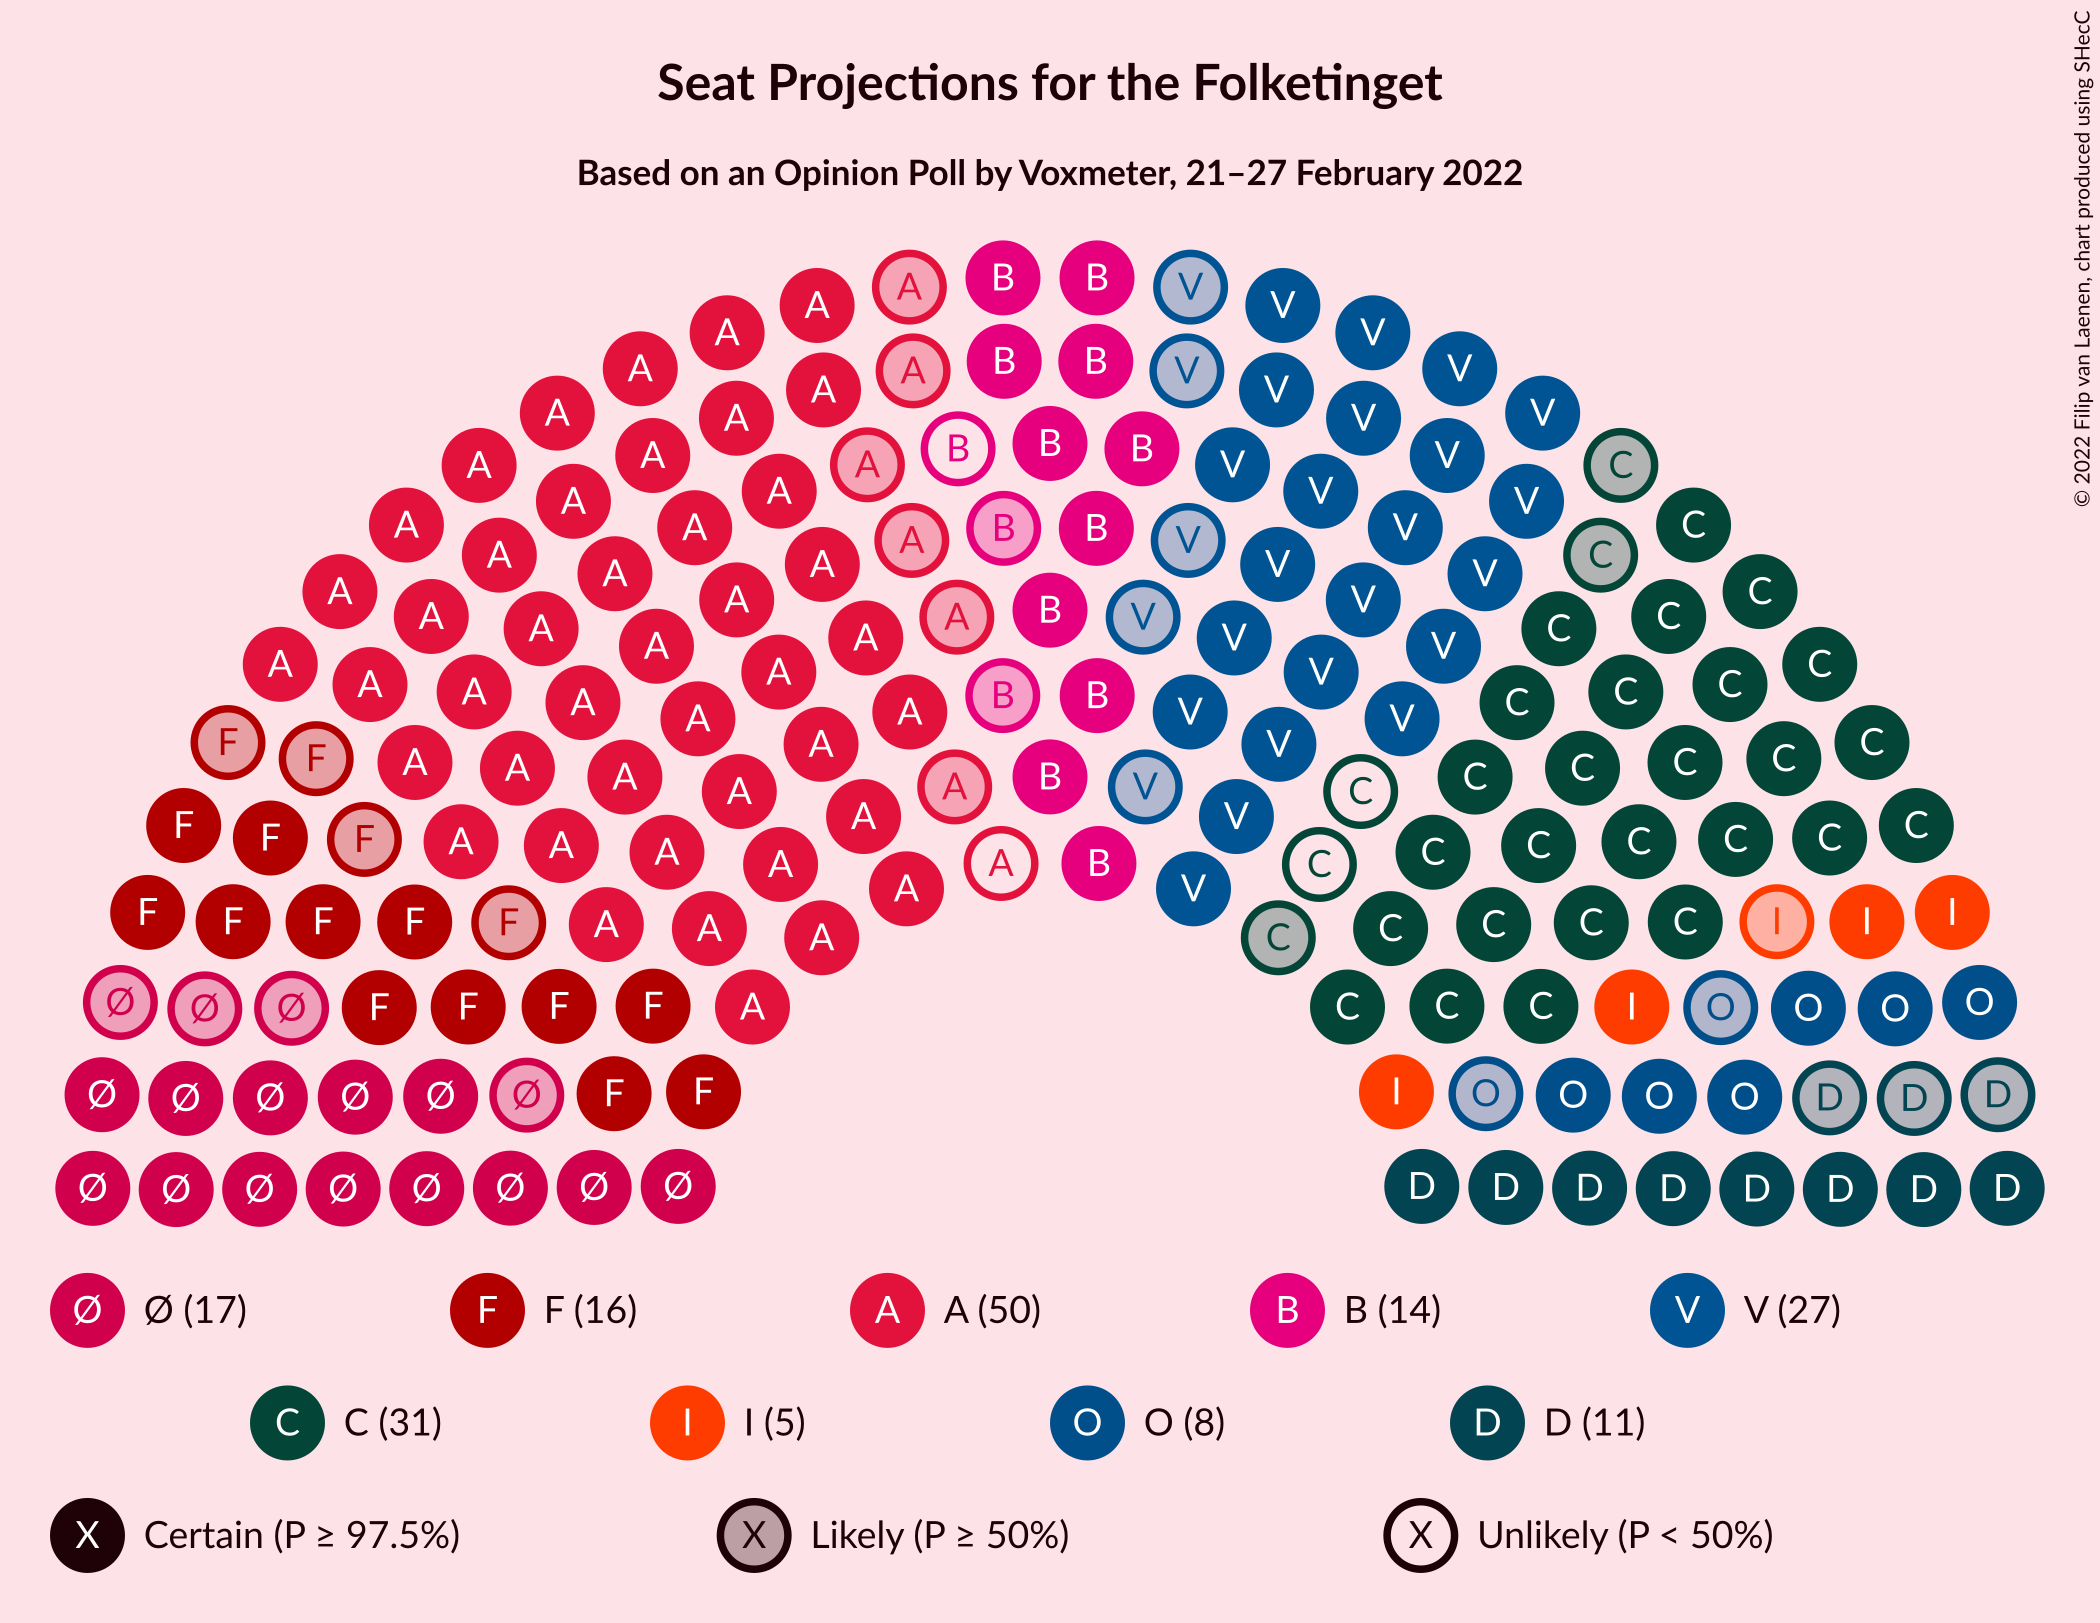 Seat Projections for the Folketinget
Based on an Opinion Poll by Voxmeter, 21–27 February 2022
© 2022 Filip van Laenen, chart produced using SHecC
A B B V
A A V V
A A B B V V
A A V V
A A A B V V V
A A B B V V C
A A A A V V V C
A A A B V V V C
A A A A V V V C
A A A B V V V C
A A A A V V C C
A A A A V V C C
F F A A A A B V V C C C C
A A A B V C C C
F F F A A A A B V C C C C C C
F F F F F A A A A V C C C C C I I I
Ø Ø Ø F F F F A C C C I O O O O
Ø Ø Ø Ø Ø Ø F F I O O O O D D D
Ø Ø Ø Ø Ø Ø Ø Ø D D D D D D D D
Ø Ø (17) F F (16) A A (50) B B (14) V V (27)
C C (31) I I (5) O O (8) D D (11)
X Certain (P ≥ 97.5%) X Likely (P ≥ 50%) X Unlikely (P < 50%)